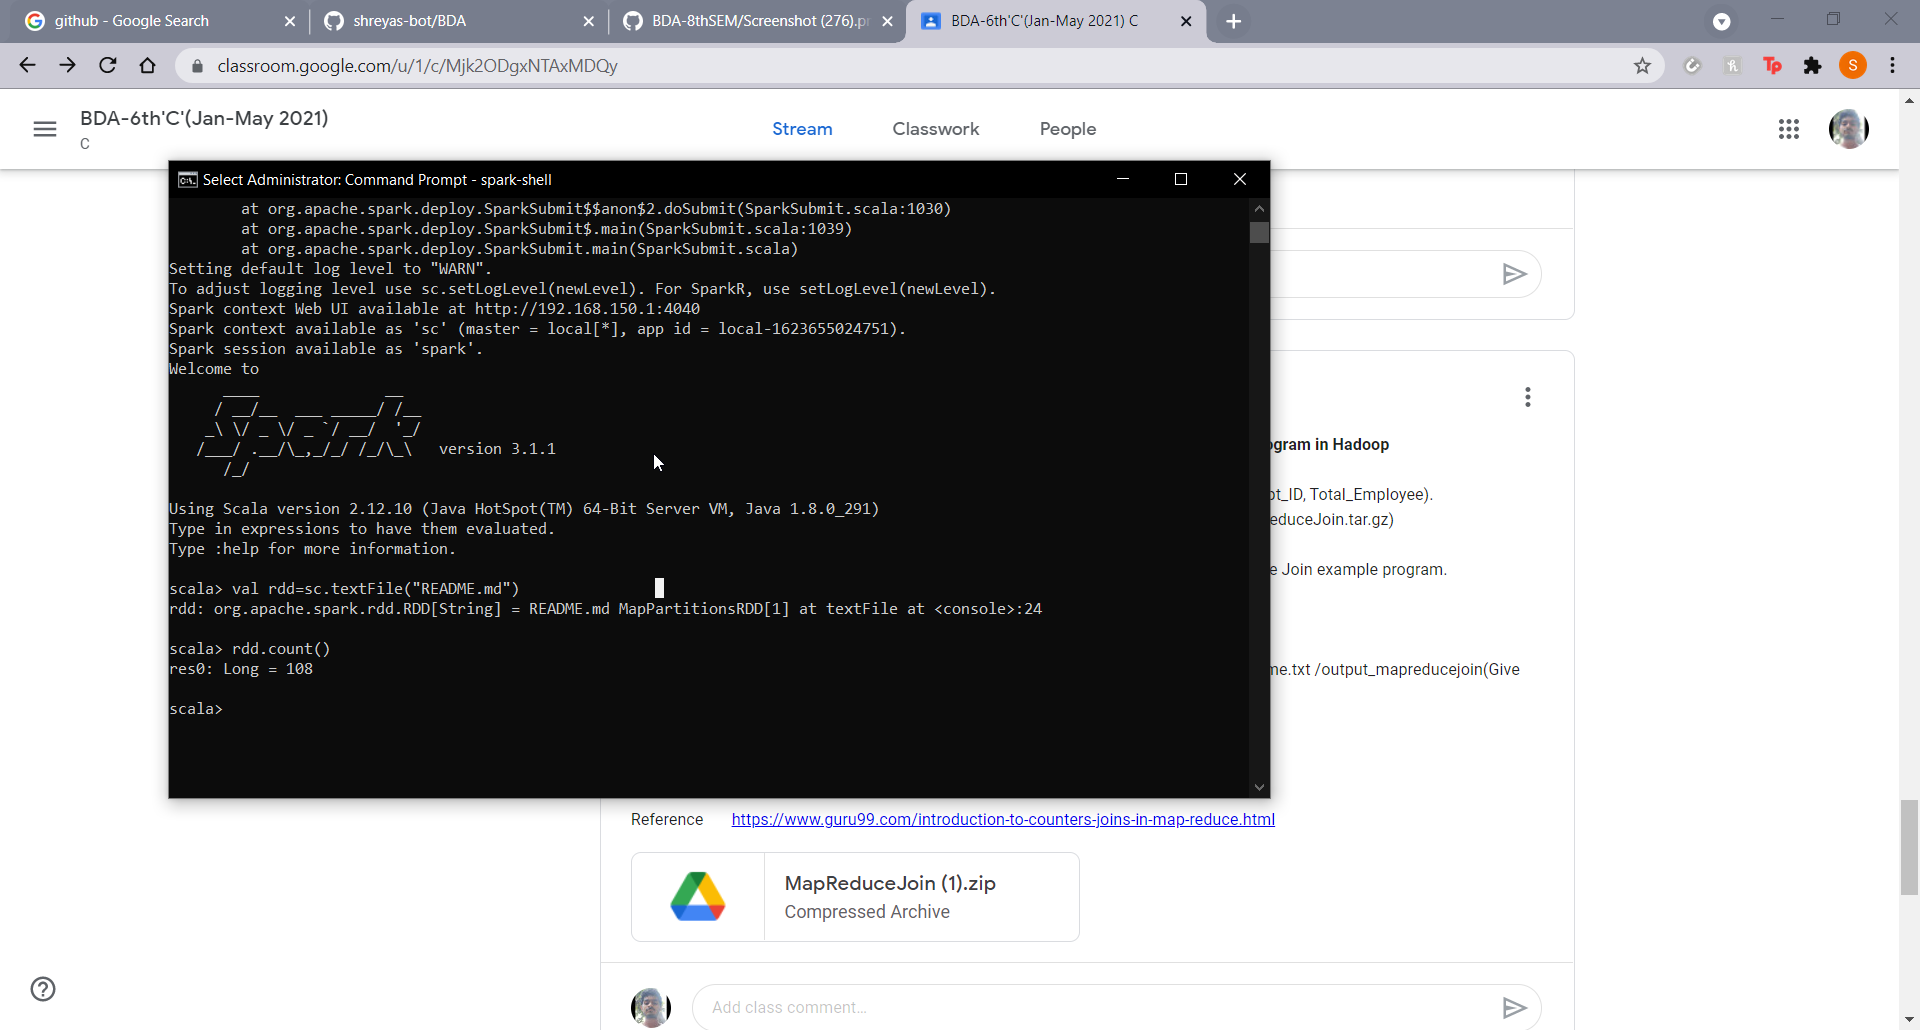 github - Google Search
shreyas-bot/BDA
BDA-8thSEM/Screenshot (276).p
BDA-6th'C'(Jan-May 2021) C
classroom.google.com/u/1/c/Mjk2ODgxNTAxMDQy
S
BDA-6th'C'(Jan-May 2021)
C
Stream
Classwork
People
Select Administrator: Command Prompt - spark-shell
at org.apache.spark.deploy.SparkSubmit$$anon$2.doSubmit(SparkSubmit.scala:1030)
at org.apache.spark.deploy.SparkSubmit$.main(SparkSubmit.scala:1039)
at org.apache.spark.deploy.SparkSubmit.main(SparkSubmit.scala)
Setting default log level to "WARN".
To adjust logging level use sc.setLogLevel(newLevel). For SparkR, use setLogLevel(newLevel).
Spark context Web UI available at http://192.168.150.1:4040
Spark context available as 'sc' (master = local[*], app id = local-1623655024751).
Spark session available as 'spark'.
Welcome to
Spark
version 3.1.1
Using Scala version 2.12.10 (Java HotSpot(TM) 64-Bit Server VM, Java 1.8.0_291)
Type in expressions to have them evaluated.
Type :help for more information.
scala> val rdd=sc.textFile("README.md")
rdd: org.apache.spark.rdd.RDD[String] = README.md MapPartitionsRDD[1] at textFile at <console>:24
scala> rdd.count()
res0: Long = 108
scala>
ogram in Hadoop
pt_ID, Total_Employee).
educeJoin.tar.gz)
e Join example program.
me.txt /output_mapreducejoin(Give
Reference https://www.guru99.com/introduction-to-counters-joins-in-map-reduce.html
MapReduceJoin (1).zip
Compressed Archive
Add class comment...